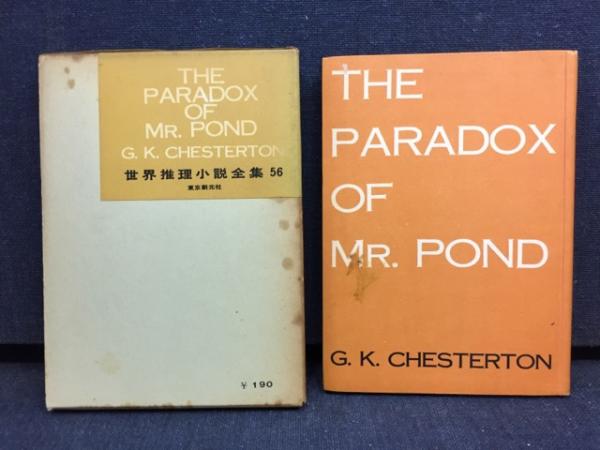 THE
PARADOX
OF
MR. POND
G. K. CHESTERTON
世界推理小説全集 56
東京創元社
¥ 190
THE
PARADOX
OF
MR. POND
G. K. CHESTERTON